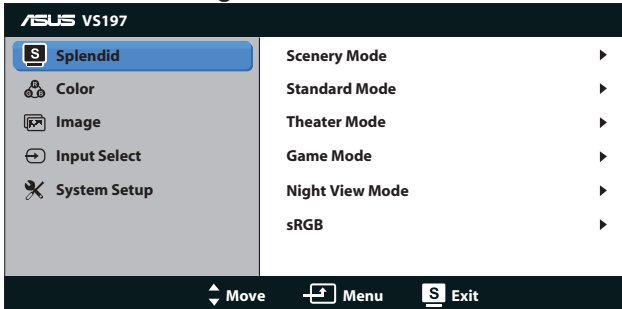 ASUS VS197
S Splendid
Color
Image
Input Select
System Setup
Scenery Mode
Standard Mode
Theater Mode
Game Mode
Night View Mode
sRGB
Move Menu S Exit